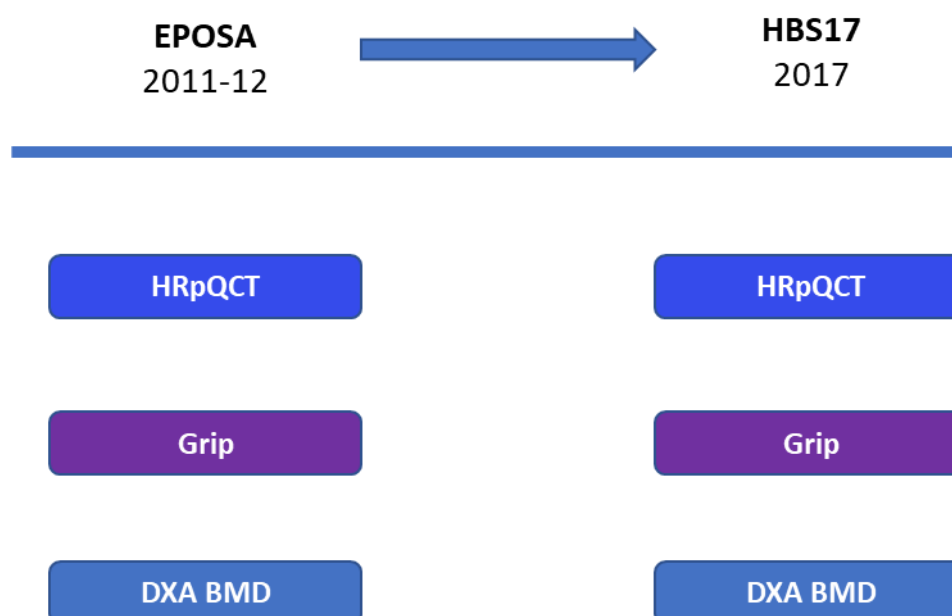 EPOSA
2011-12
HBS17
2017
HRpQCT
HRpQCT
Grip
Grip
DXA BMD
DXA BMD